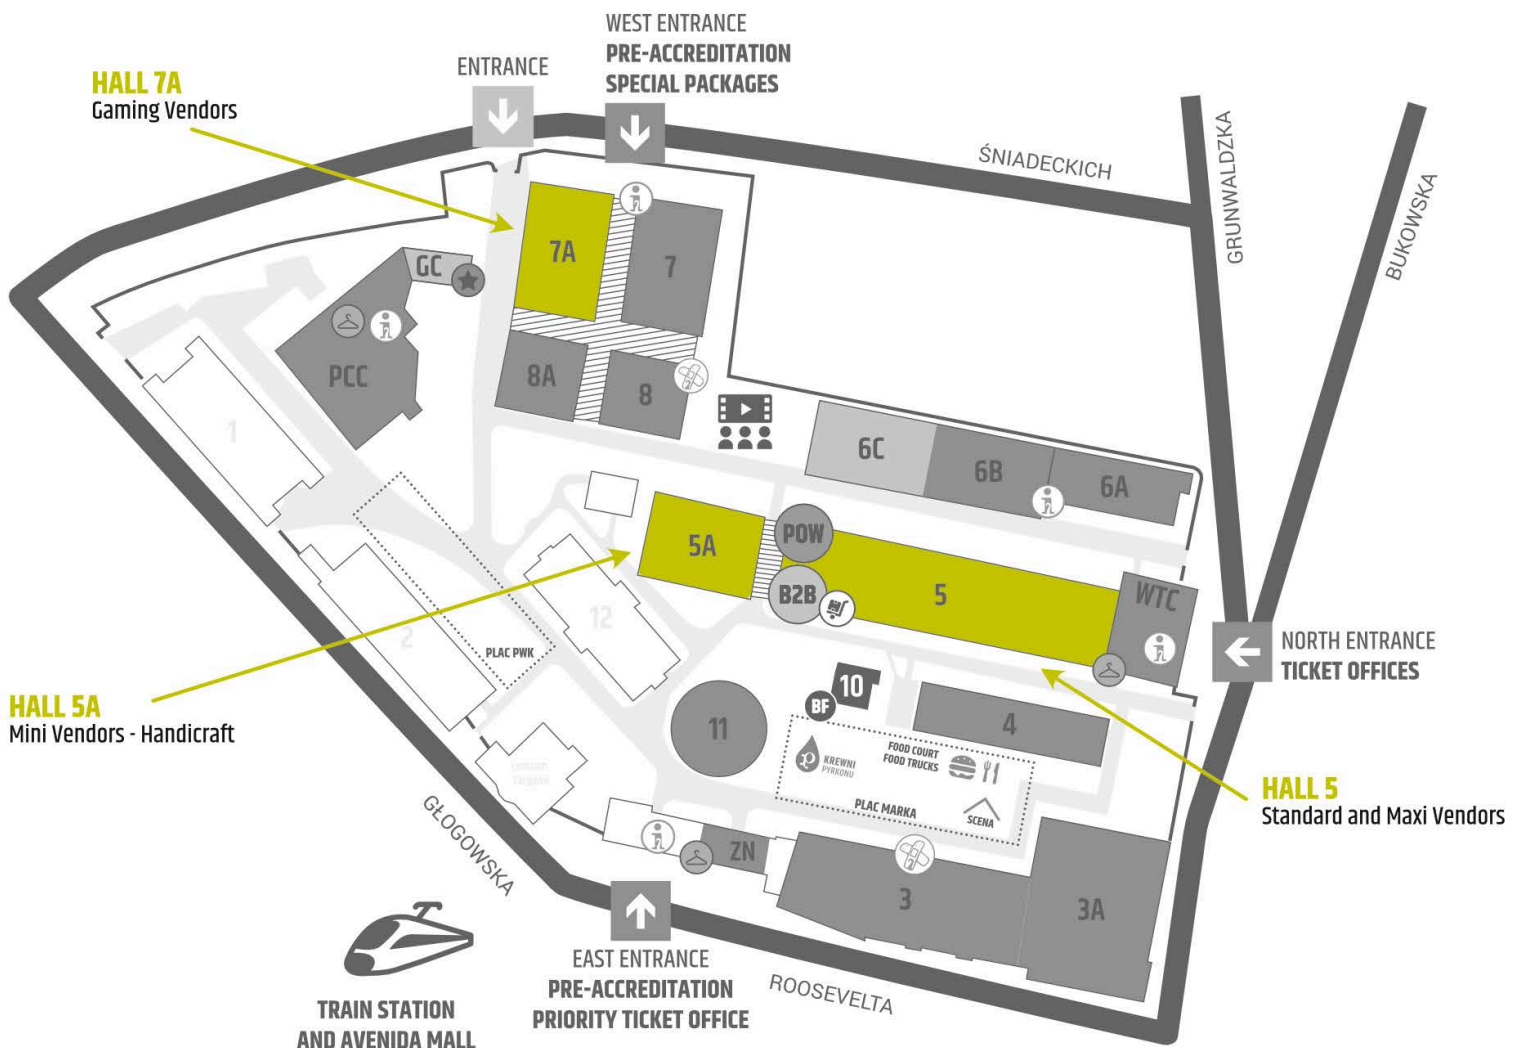 WEST ENTRANCE
PRE-ACCREDITATION
SPECIAL PACKAGES
ENTRANCE
HALL 7A
Gaming Vendors
ŚNIADECKICH
GRUNWALDZKA
BUKOWSKA
7A
7
GC
PCC
8A
8
1
6C
6B
6A
5A
POW
B2B
5
WTC
NORTH ENTRANCE
TICKET OFFICES
12
2
PLAC PWK
HALL 5A
Mini Vendors - Handicraft
10
BF
11
4
KREWNI
PYRKONU
FOOD COURT
FOOD TRUCKS
PLAC MARKA
SCENA
HALL 5
Standard and Maxi Vendors
GŁOGOWSKA
ZN
3
3A
EAST ENTRANCE
PRE-ACCREDITATION
PRIORITY TICKET OFFICE
ROOSEVELTA
TRAIN STATION
AND AVENIDA MALL